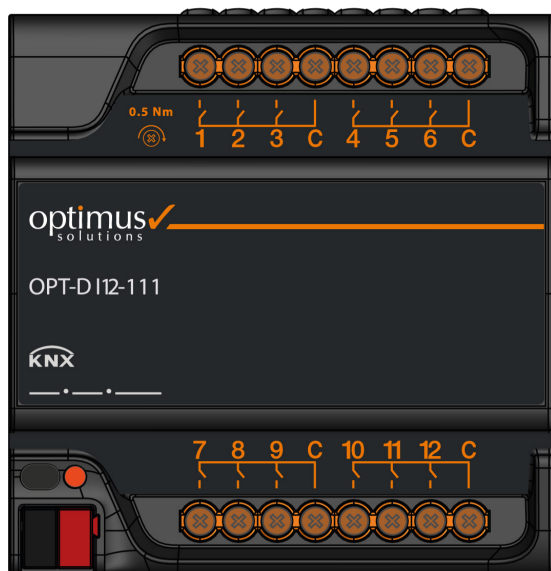 0.5 Nm
1 2 3 C 4 5 6 C
optimus
solutions
OPT-DI12-111
KNX
7 8 9 C 10 11 12 C